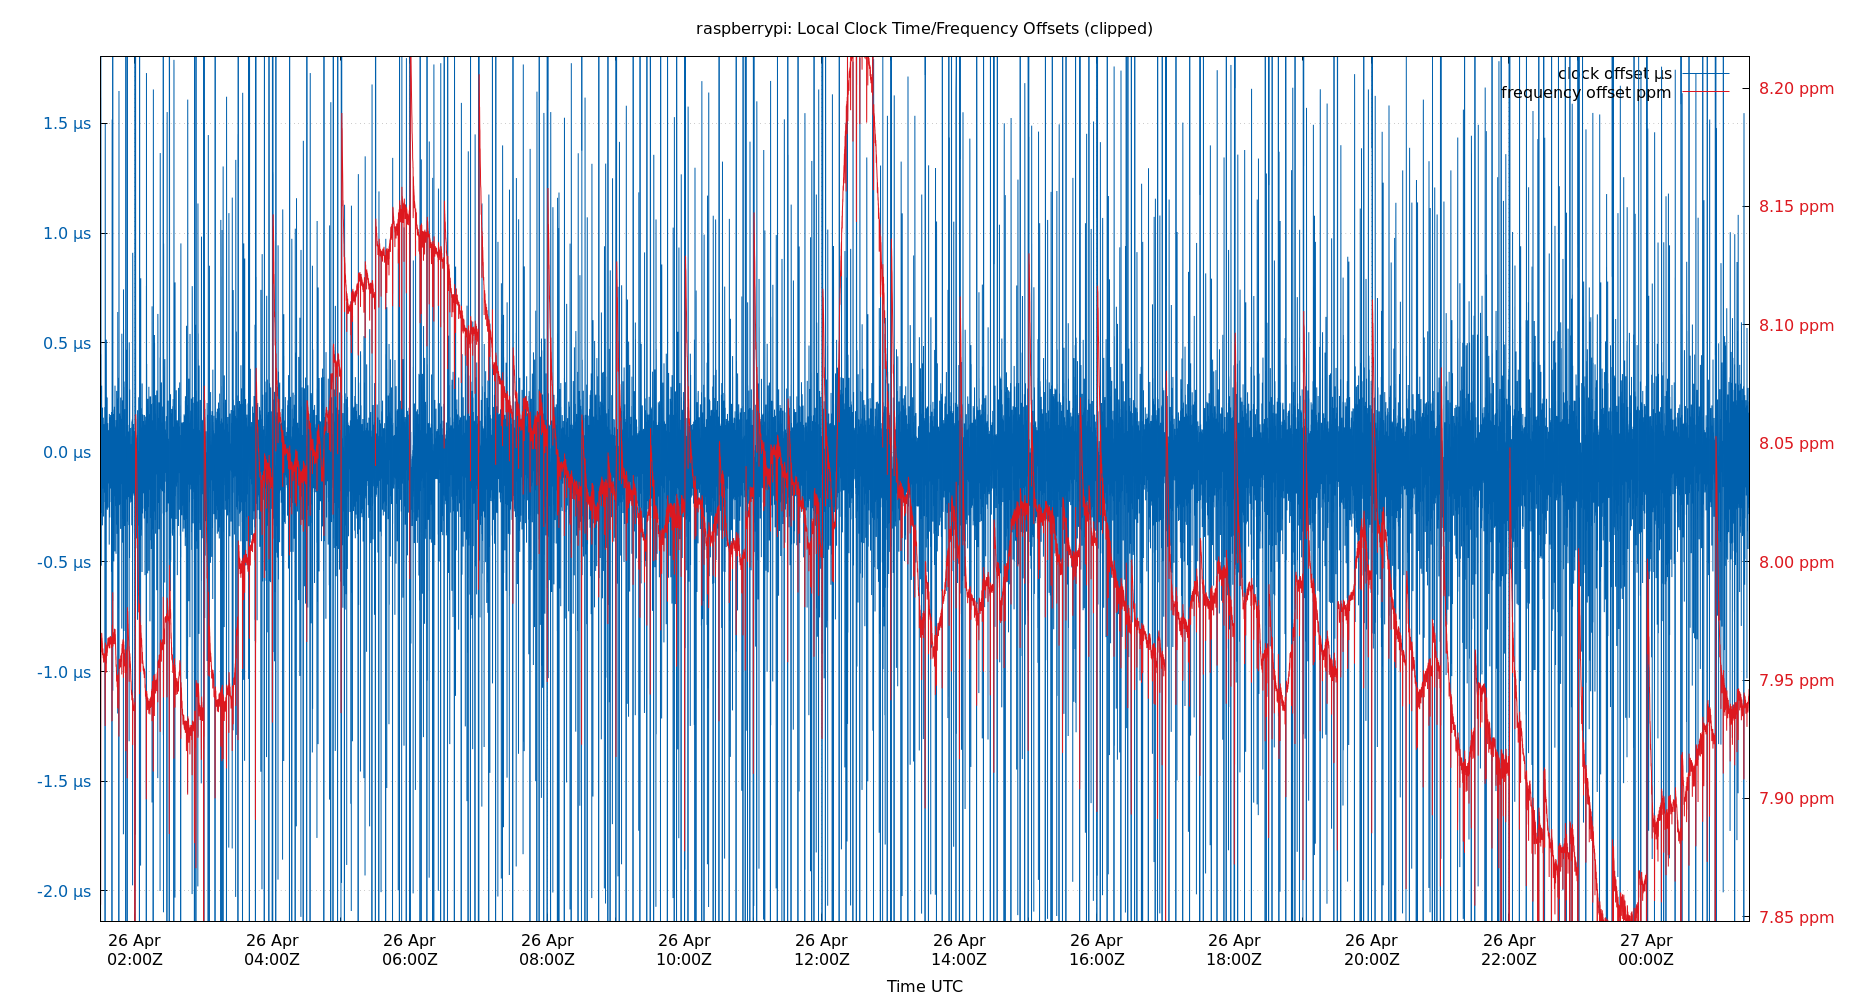 raspberrypi: Local Clock Time/Frequency Offsets (clipped)
clock offset µs
frequency offset ppm
1.5 µs
1.0 µs
0.5 µs
0.0 µs
-0.5 µs
-1.0 µs
-1.5 µs
-2.0 µs
8.20 ppm
8.15 ppm
8.10 ppm
8.05 ppm
8.00 ppm
7.95 ppm
7.90 ppm
7.85 ppm
26 Apr 26 Apr 26 Apr 26 Apr 26 Apr 26 Apr 26 Apr 26 Apr 26 Apr 26 Apr 26 Apr 27 Apr
02:00Z 04:00Z 06:00Z 08:00Z 10:00Z 12:00Z 14:00Z 16:00Z 18:00Z 20:00Z 22:00Z 00:00Z
Time UTC